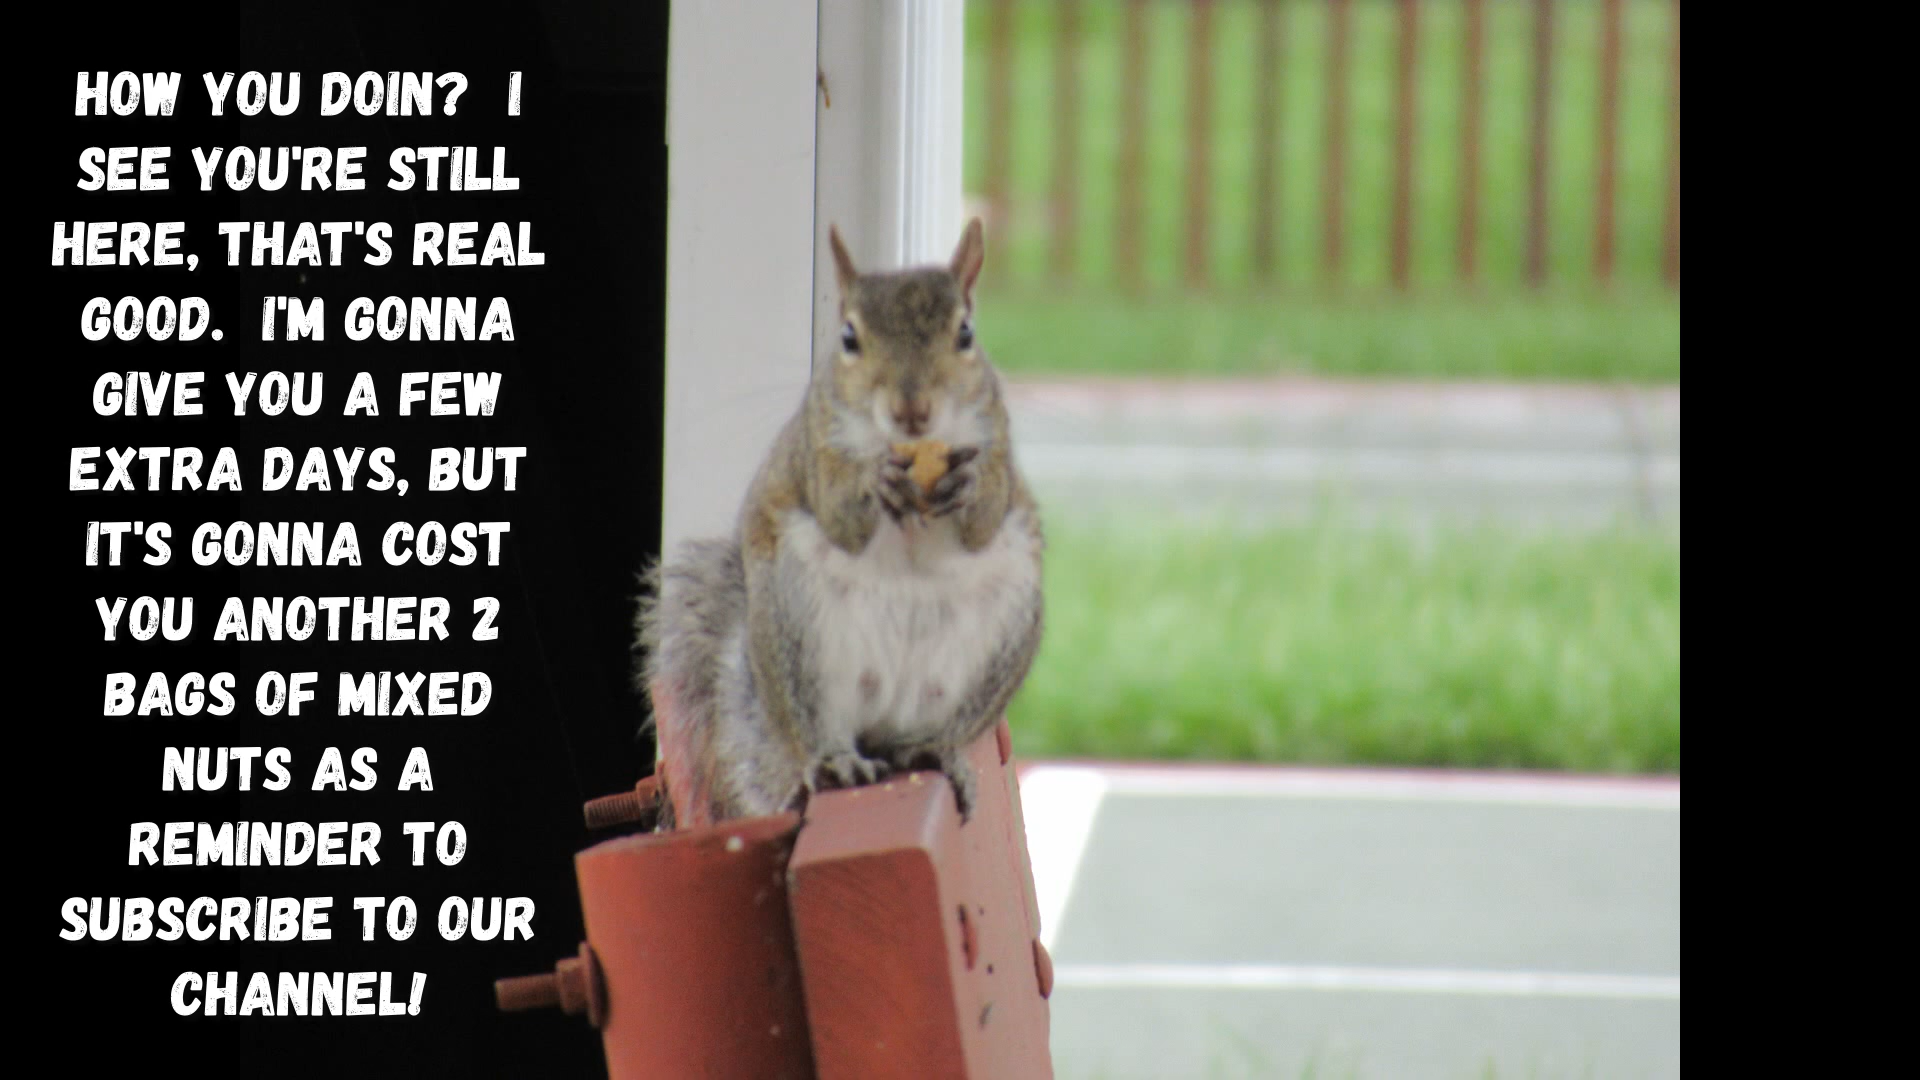 HOW YOU DOIN?  I
SEE YOU'RE STILL
HERE, THAT'S REAL
GOOD.  I'M GONNA
GIVE YOU A FEW
EXTRA DAYS, BUT
IT'S GONNA COST
YOU ANOTHER 2
BAGS OF MIXED
NUTS AS A
REMINDER TO
SUBSCRIBE TO OUR
CHANNEL!